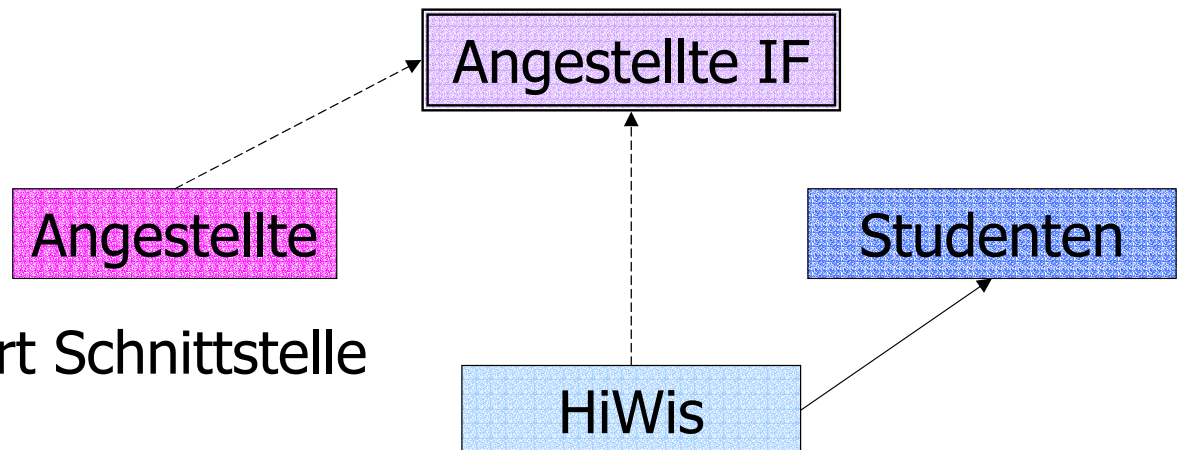 Angestellte IF
Angestellte
Studenten
rt Schnittstelle
HiWis